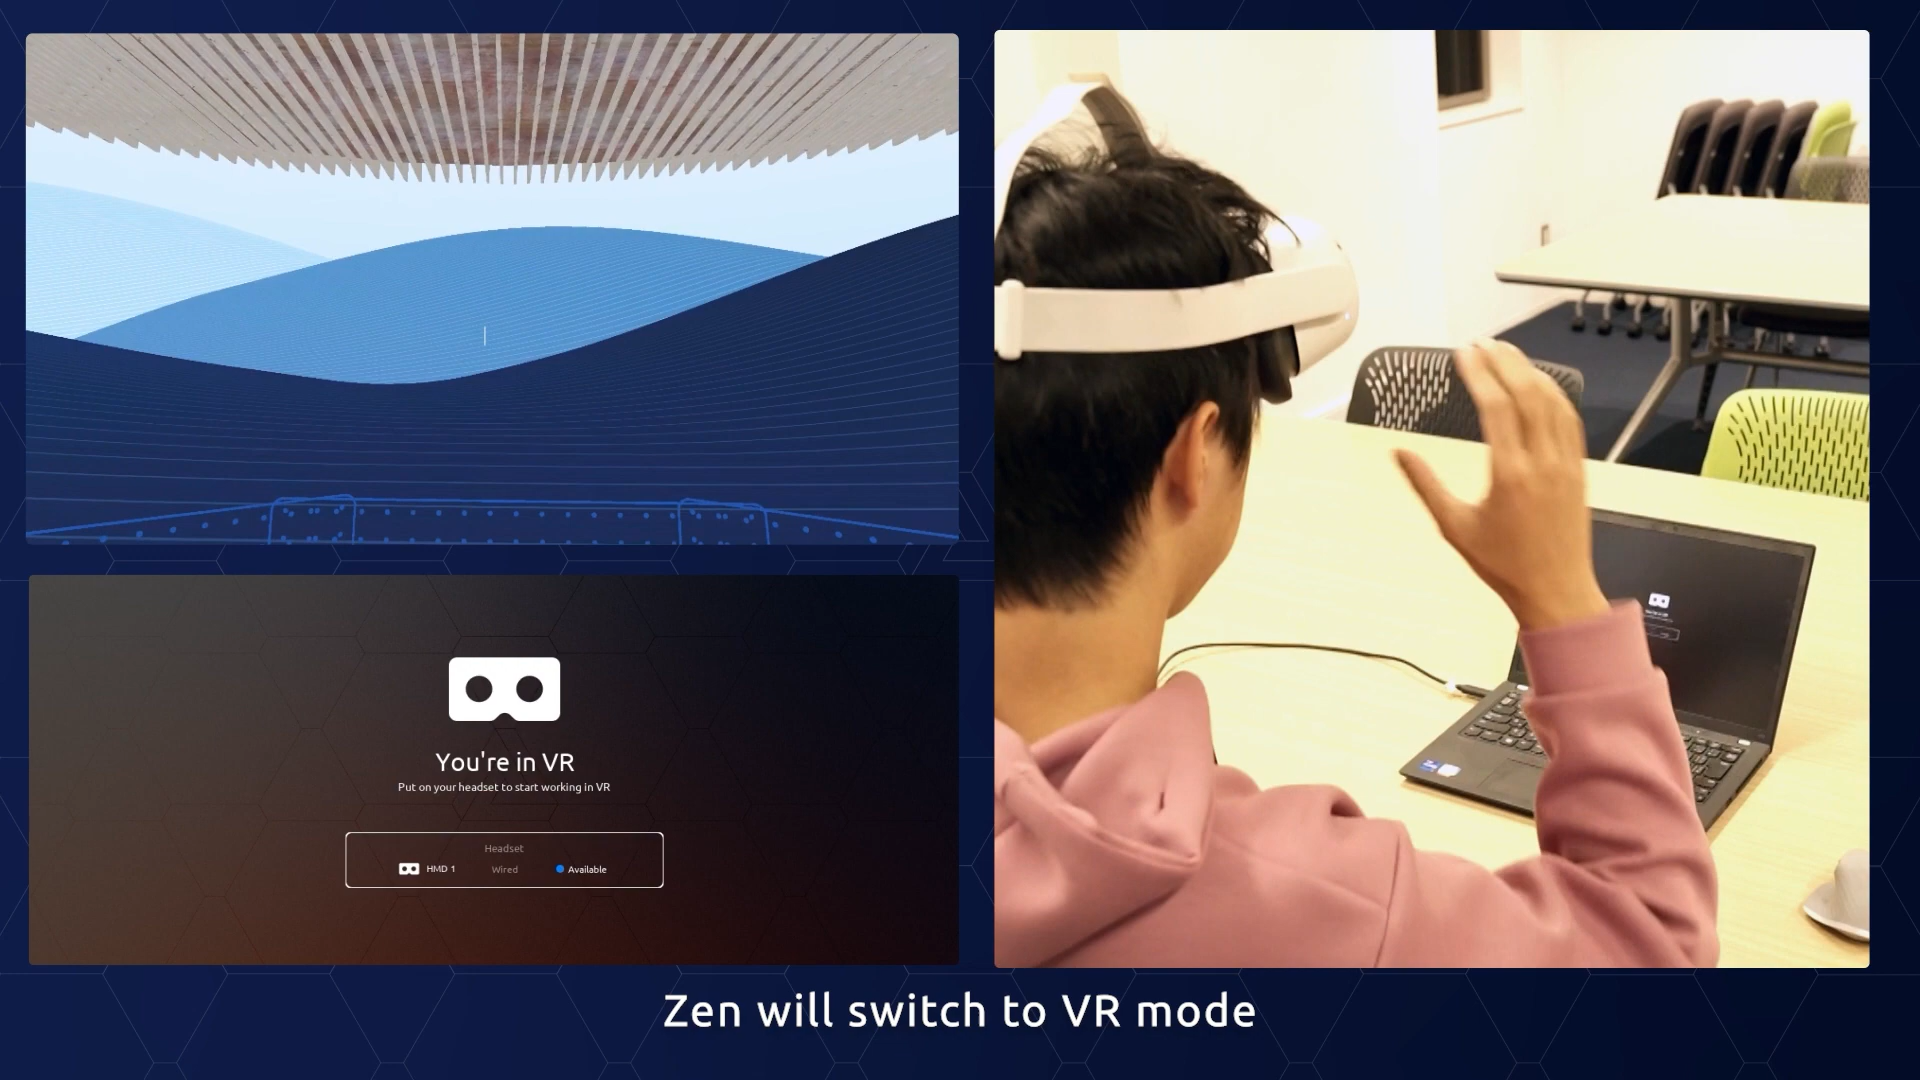 You're in VR
Put on your headset to start working in VR
Headset
HMD 1 Wired Available
Zen will switch to VR mode